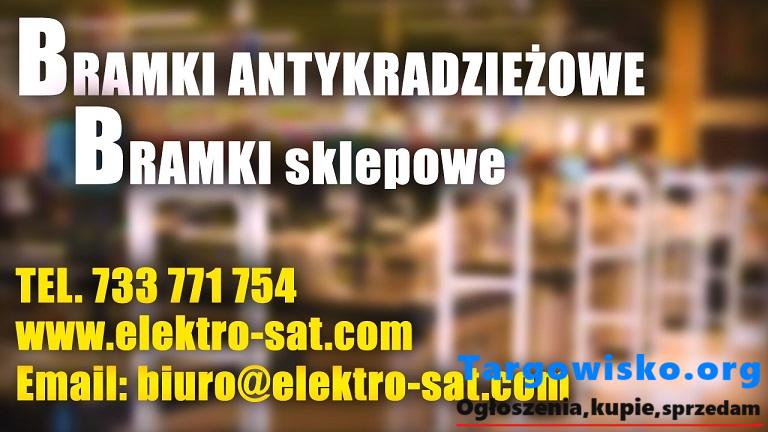 BRAMKI ANTYKRADZIEŻOWE
BRAMKI sklepowe
TEL. 733 771 754
www.elektro-sat.com
Email: biuro@elektro-sat.com
Targowisko.org
Ogłoszenia,kupie,sprzedam